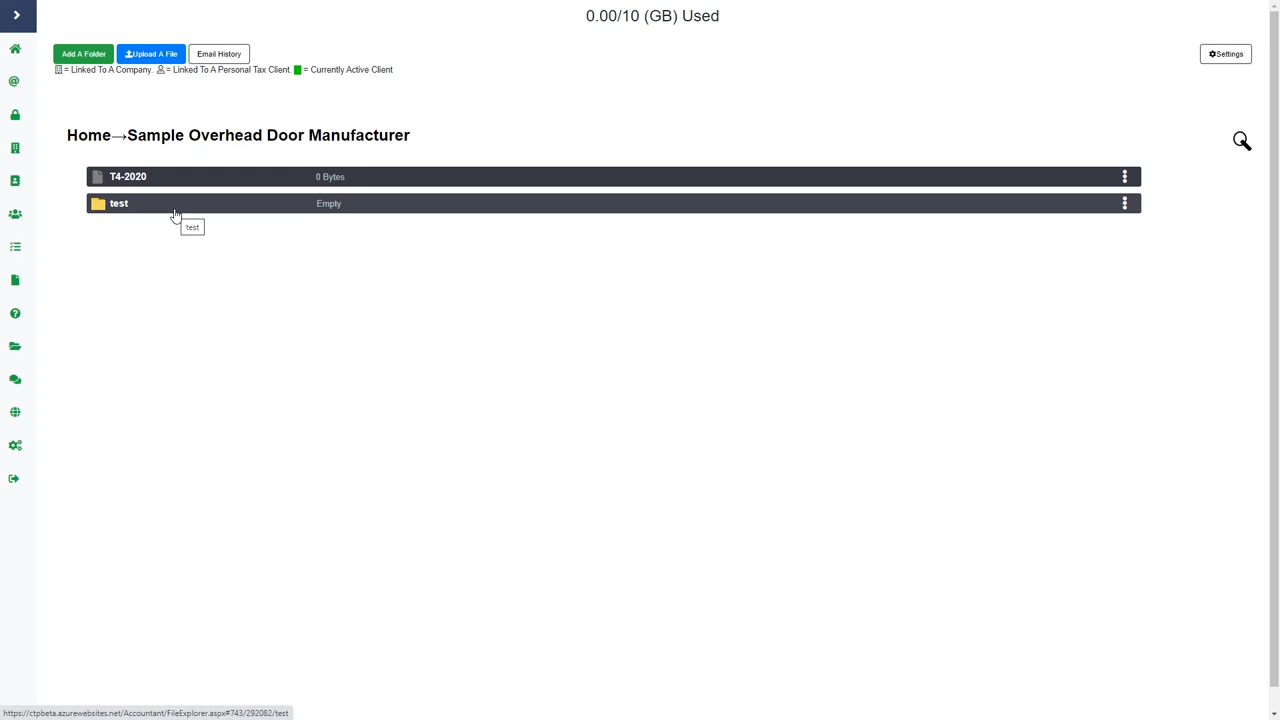 0.00/10 (GB) Used
Add A Folder Upload A File Email History Settings
= Linked To A Company. = Linked To A Personal Tax Client. = Currently Active Client
Home→Sample Overhead Door Manufacturer
T4-2020 0 Bytes
test Empty
test
https://ctpbeta.azurewebsites.net/Accountant/FileExplorer.aspx#743/292082/test